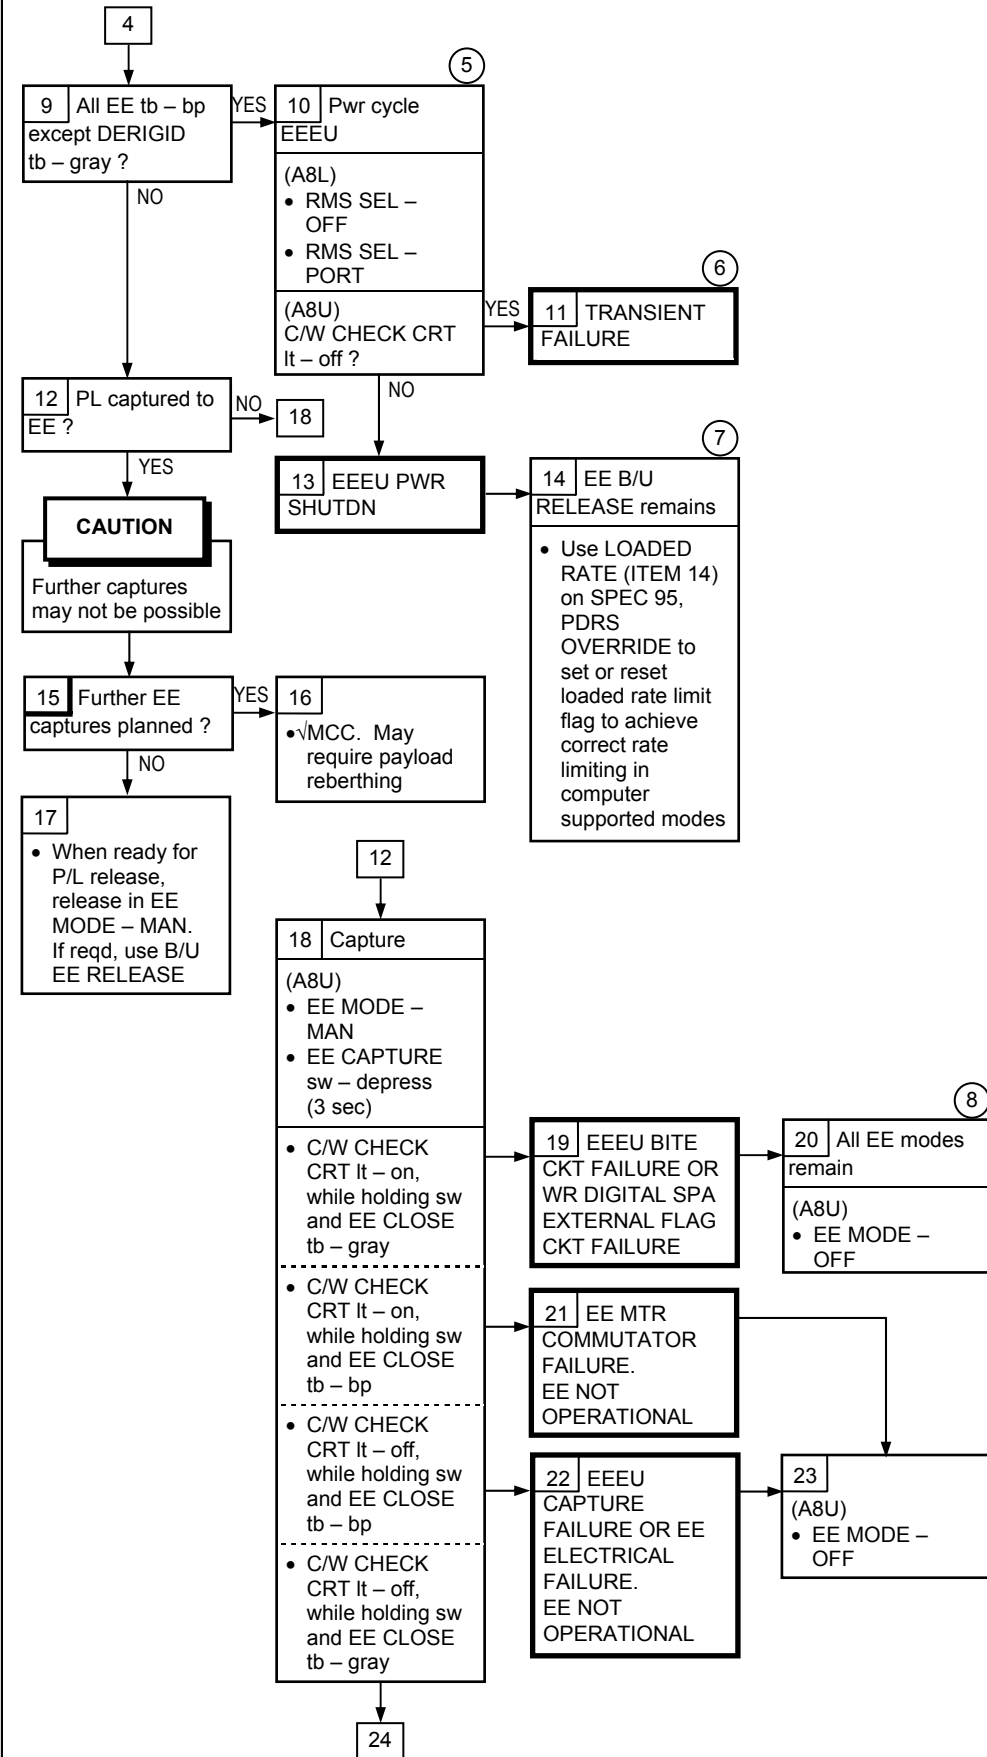 4
5
9 All EE tb – bp
except DERIGID
tb – gray ?
YES
NO
10 Pwr cycle
EEEU
(A8L)
• RMS SEL –
OFF
• RMS SEL –
PORT
(A8U)
C/W CHECK CRT
lt – off ?
YES
NO
6
11 TRANSIENT
FAILURE
12 PL captured to
EE ?
NO
18
YES
13 EEEU PWR
SHUTDN
7
14 EE B/U
RELEASE remains
• Use LOADED
RATE (ITEM 14)
on SPEC 95,
PDRS
OVERRIDE to
set or reset
loaded rate limit
flag to achieve
correct rate
limiting in
computer
supported modes
CAUTION
Further captures
may not be possible
15 Further EE
captures planned ?
YES
NO
16
•√MCC. May
require payload
reberthing
17
• When ready for
P/L release,
release in EE
MODE – MAN.
If reqd, use B/U
EE RELEASE
12
18 Capture
(A8U)
• EE MODE –
MAN
• EE CAPTURE
sw – depress
(3 sec)
• C/W CHECK
CRT lt – on,
while holding sw
and EE CLOSE
tb – gray
19 EEEU BITE
CKT FAILURE OR
WR DIGITAL SPA
EXTERNAL FLAG
CKT FAILURE
8
20 All EE modes
remain
(A8U)
• EE MODE –
OFF
• C/W CHECK
CRT lt – on,
while holding sw
and EE CLOSE
tb – bp
21 EE MTR
COMMUTATOR
FAILURE.
EE NOT
OPERATIONAL
• C/W CHECK
CRT lt – off,
while holding sw
and EE CLOSE
tb – bp
22 EEEU
CAPTURE
FAILURE OR EE
ELECTRICAL
FAILURE.
EE NOT
OPERATIONAL
23
(A8U)
• EE MODE –
OFF
• C/W CHECK
CRT lt – off,
while holding sw
and EE CLOSE
tb – gray
24